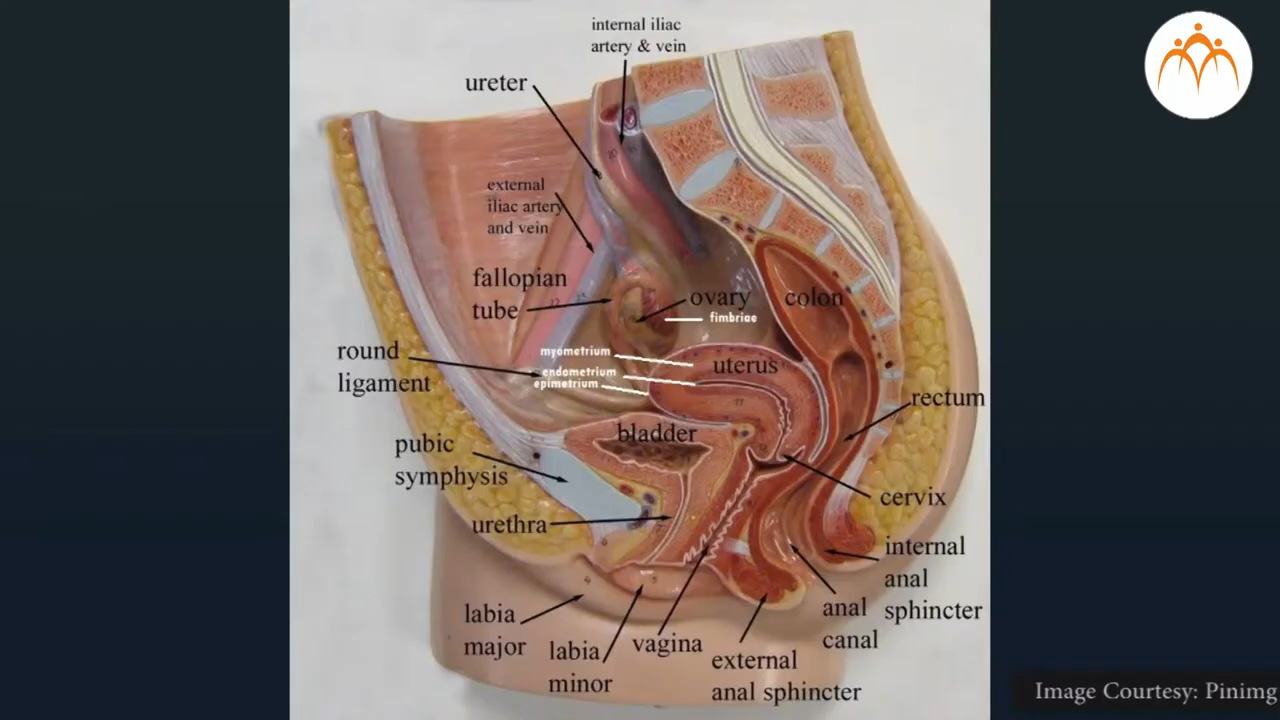 internal iliac
artery & vein
ureter
external
iliac artery
and vein
fallopian
tube
ovary
colon
fimbriae
round
ligament
myometrium
endometrium
epimetrium
uterus
rectum
bladder
pubic
symphysis
cervix
urethra
internal
anal
sphincter
labia
major
labia
minor
vagina
anal
canal
external
anal sphincter
Image Courtesy: Pinimg